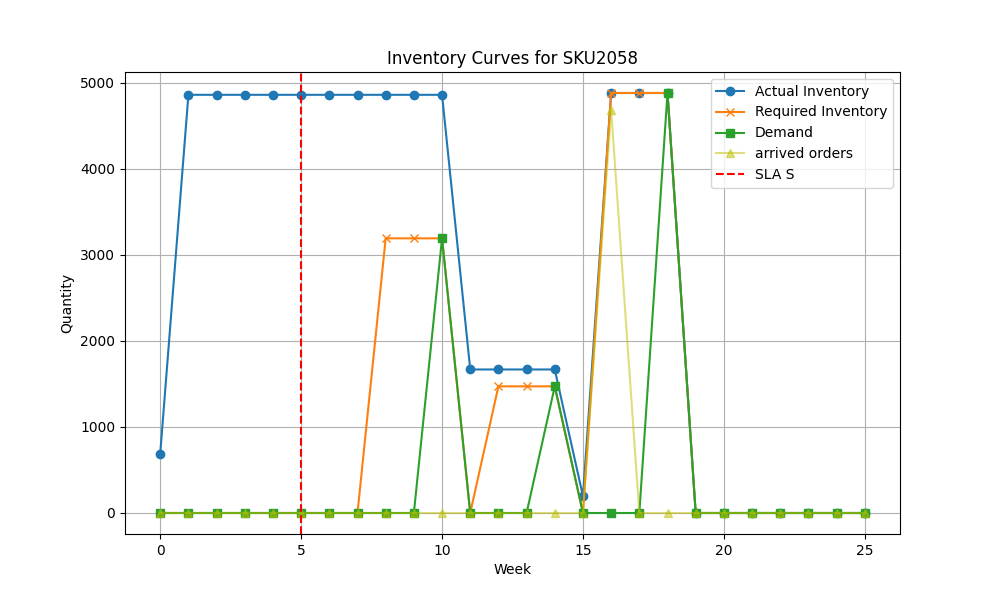 Inventory Curves for SKU2058
Actual Inventory
Required Inventory
Demand
arrived orders
SLA S
Quantity
5000
4000
3000
2000
1000
0
0 5 10 15 20 25
Week